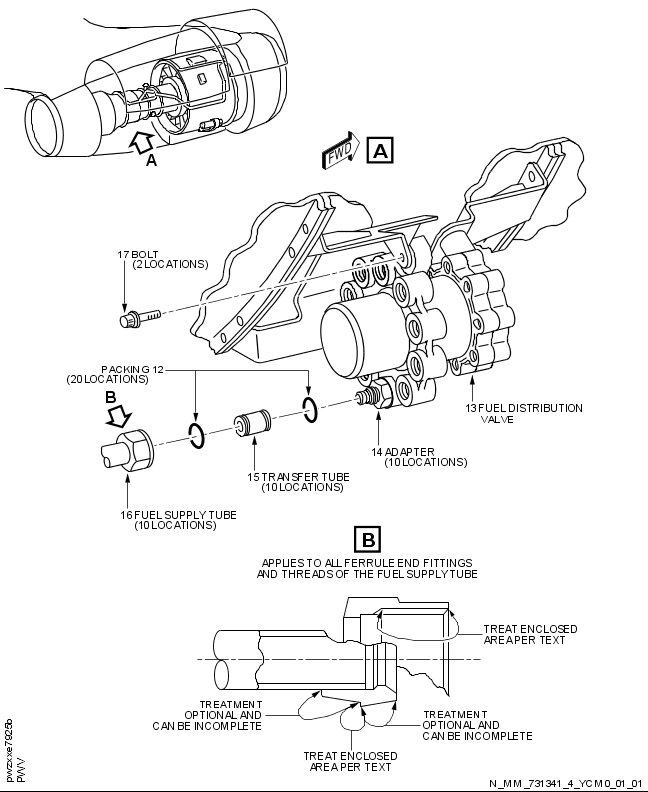 A
FWD
A
17 BOLT
(2 LOCATIONS)
PACKING 12
(20 LOCATIONS)
B
13 FUEL DISTRIBUTION
VALVE
14 ADAPTER
(10 LOCATIONS)
15 TRANSFER TUBE
(10 LOCATIONS)
16 FUEL SUPPLY TUBE
(10 LOCATIONS)
B
APPLIES TO ALL FERRULE END FITTINGS
AND THREADS OF THE FUEL SUPPLY TUBE
TREAT ENCLOSED
AREA PER TEXT
TREATMENT
OPTIONAL AND
CAN BE INCOMPLETE
TREATMENT
OPTIONAL AND
CAN BE INCOMPLETE
TREAT ENCLOSED
AREA PER TEXT
pwzxxe7925b
PWV
N_MM_731341_4_YCM0_01_01